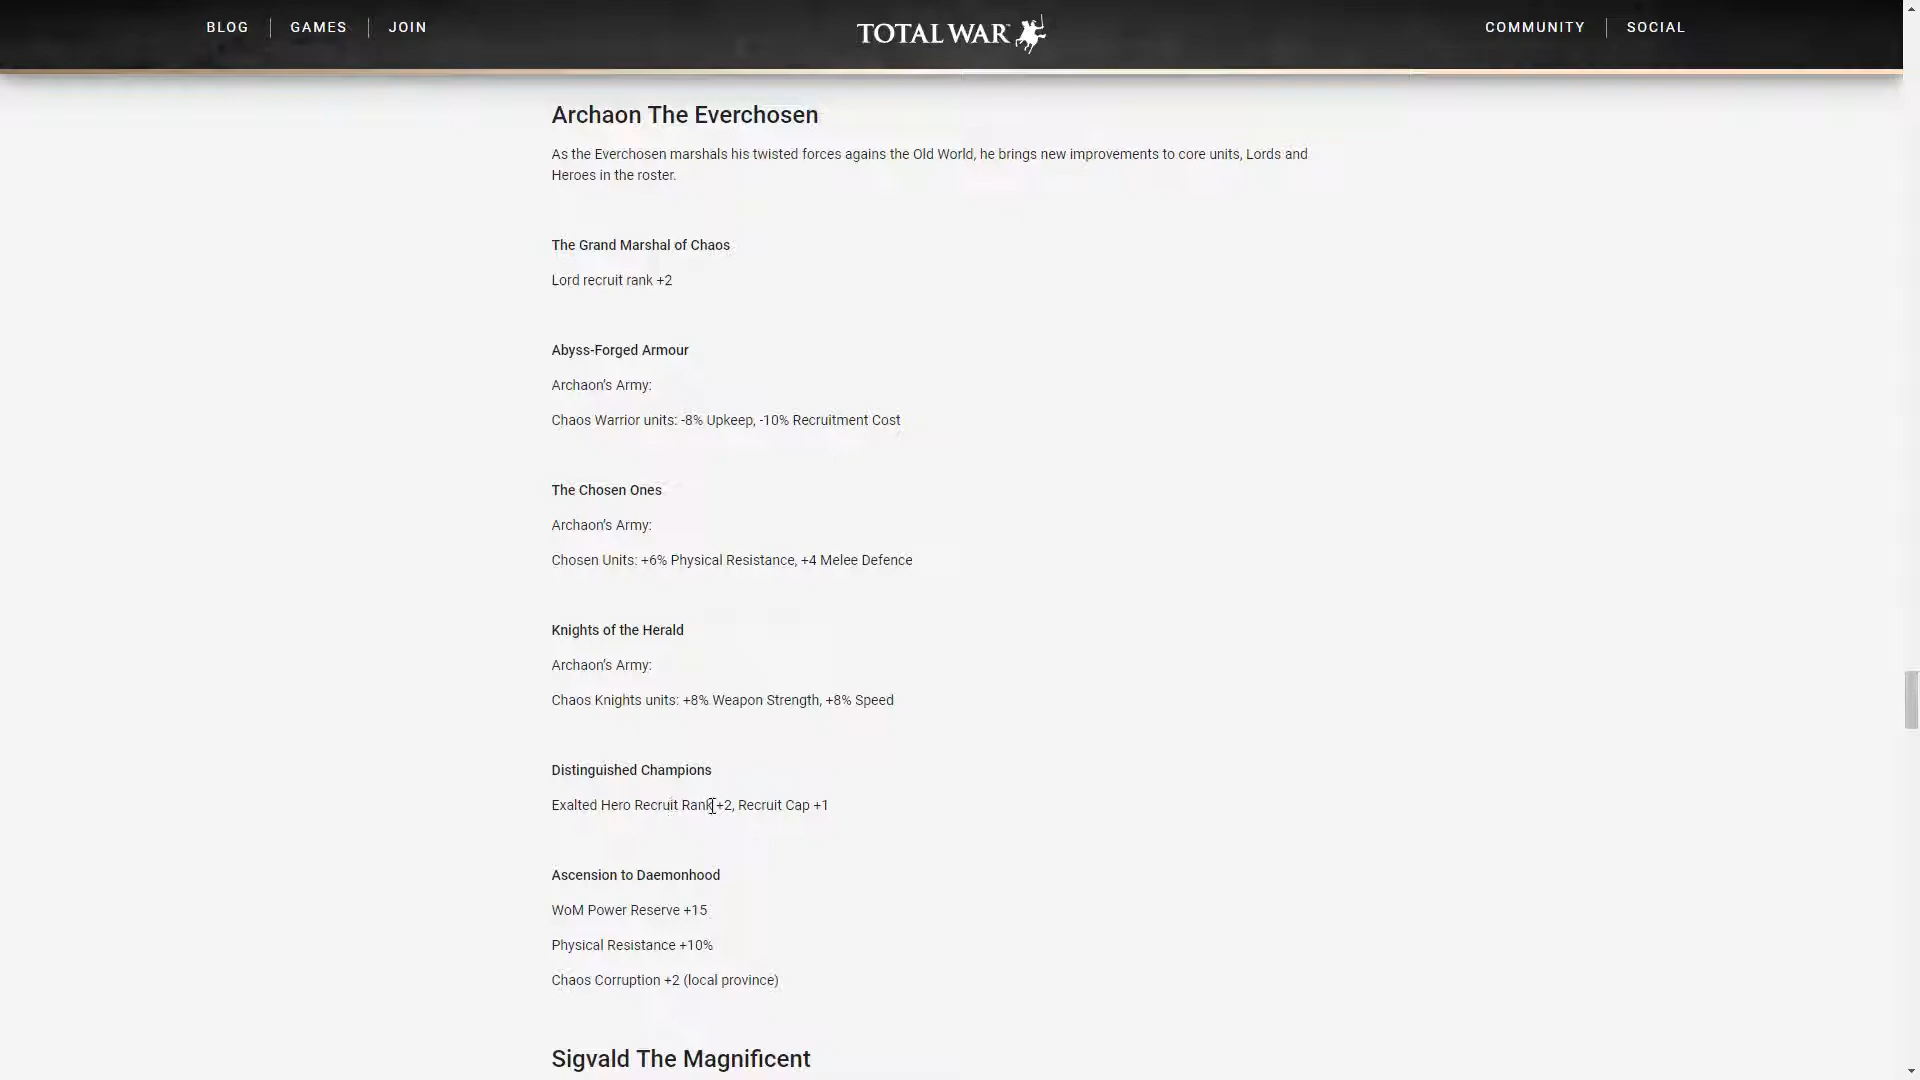 BLOG GAMES JOIN TOTAL WAR COMMUNITY SOCIAL
Archaon The Everchosen
As the Everchosen marshals his twisted forces agains the Old World, he brings new improvements to core units, Lords and
Heroes in the roster.
The Grand Marshal of Chaos
Lord recruit rank +2
Abyss-Forged Armour
Archaon’s Army:
Chaos Warrior units: -8% Upkeep, -10% Recruitment Cost
The Chosen Ones
Archaon’s Army:
Chosen Units: +6% Physical Resistance, +4 Melee Defence
Knights of the Herald
Archaon’s Army:
Chaos Knights units: +8% Weapon Strength, +8% Speed
Distinguished Champions
Exalted Hero Recruit Rank +2, Recruit Cap +1
Ascension to Daemonhood
WoM Power Reserve +15
Physical Resistance +10%
Chaos Corruption +2 (local province)
Sigvald The Magnificent